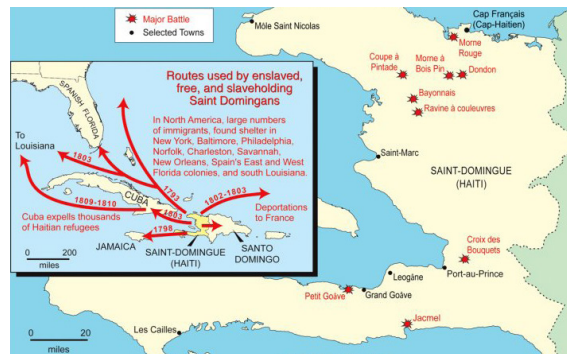 Major Battle
Selected Towns
Môle Saint Nicolas
Cap Français
(Cap-Haitien)
Morne
Rouge
Coupe à
Pintade
Morne à
Bois Pin
Dondon
Bayonnais
Ravine à couleuvres
Saint-Marc
SAINT-DOMINGUE
(HAITI)
Croix des
Bouquets
Port-au-Prince
Léogâne
Petit Goâve
Grand Goâve
Jacmel
Les Cailles
0 20
miles
Routes used by enslaved,
free, and slaveholding
Saint Domingans
In North America, large numbers
of immigrants, found shelter in
New York, Baltimore, Philadelphia,
Norfolk, Charleston, Savannah,
New Orleans, Spain's East and West
Florida colonies, and south Louisiana.
SPANISH FLORIDA
To
Louisiana
1803
1793
1802-1803
1809-1810
CUBA
1803
Deportations
to France
Cuba expells thousands
of Haitian refugees
1798
JAMAICA
SAINT-DOMINGUE
(HAITI)
SANTO
DOMINGO
0 200
miles